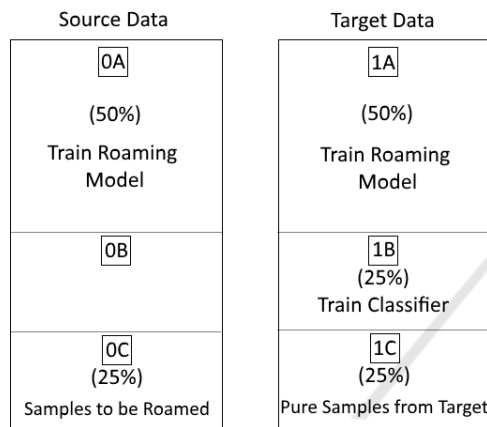 Source Data
0A
(50%)
Train Roaming
Model
0B
0C
(25%)
Samples to be Roamed
Target Data
1A
(50%)
Train Roaming
Model
1B
(25%)
Train Classifier
1C
(25%)
Pure Samples from Target